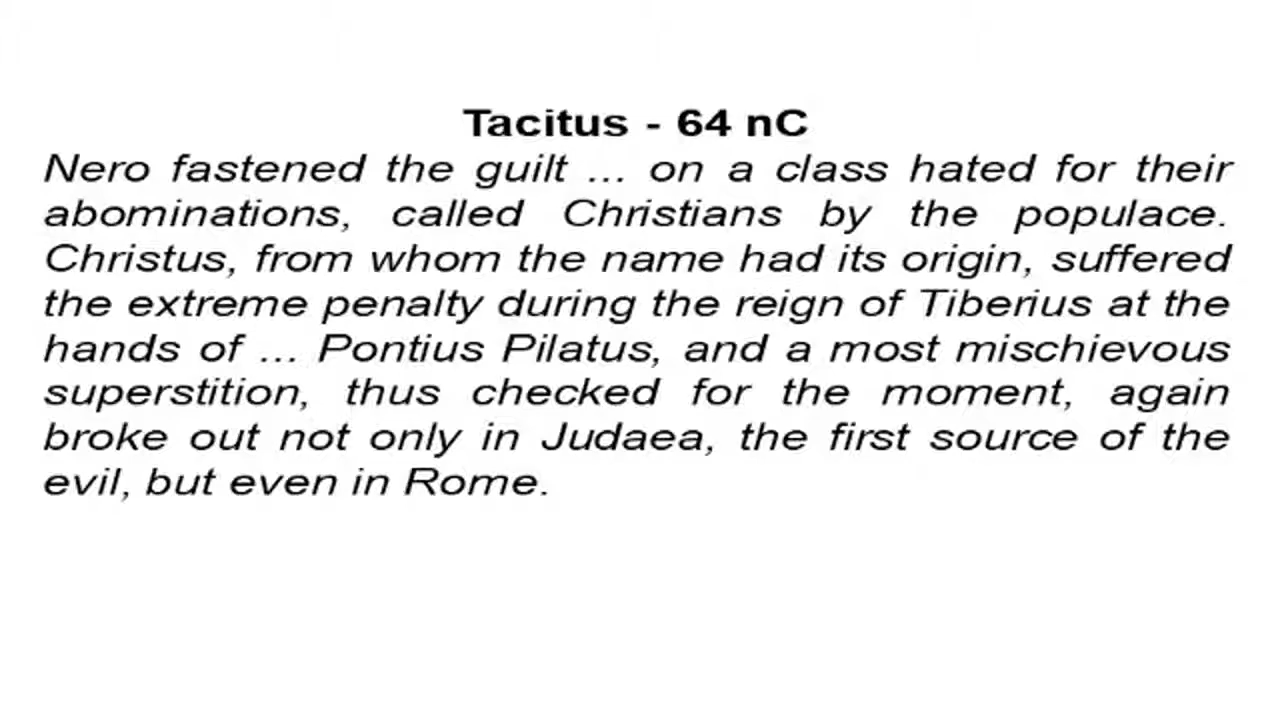 Tacitus - 64 nC
Nero fastened the guilt ... on a class hated for their
abominations, called Christians by the populace.
Christus, from whom the name had its origin, suffered
the extreme penalty during the reign of Tiberius at the
hands of ... Pontius Pilatus, and a most mischievous
superstition, thus checked for the moment, again
broke out not only in Judaea, the first source of the
evil, but even in Rome.